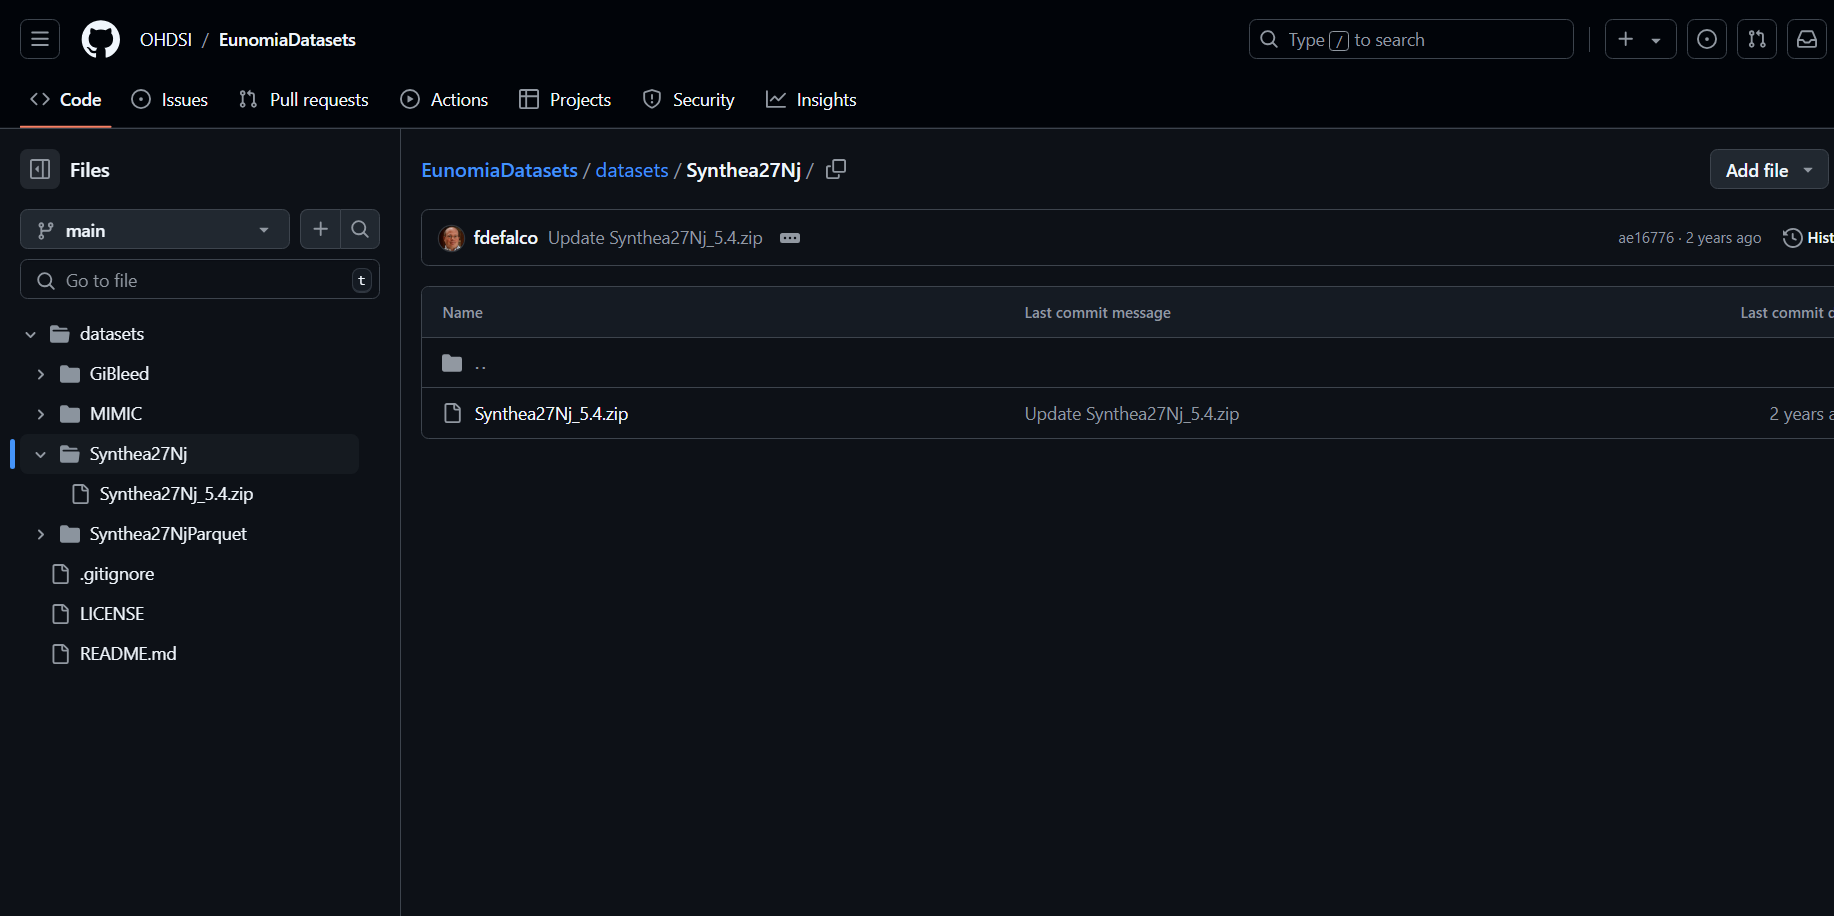 OHDSI / EunomiaDatasets
Type / to search
Code Issues Pull requests Actions Projects Security Insights
Files
main
Go to file t
datasets
GiBleed
MIMIC
Synthea27Nj
Synthea27Nj_5.4.zip
Synthea27NjParquet
.gitignore
LICENSE
README.md
EunomiaDatasets / datasets / Synthea27Nj /
Add file
fdefalco Update Synthea27Nj_5.4.zip
ae16776 · 2 years ago Hist
Name Last commit message Last commit d
..
Synthea27Nj_5.4.zip Update Synthea27Nj_5.4.zip 2 years a